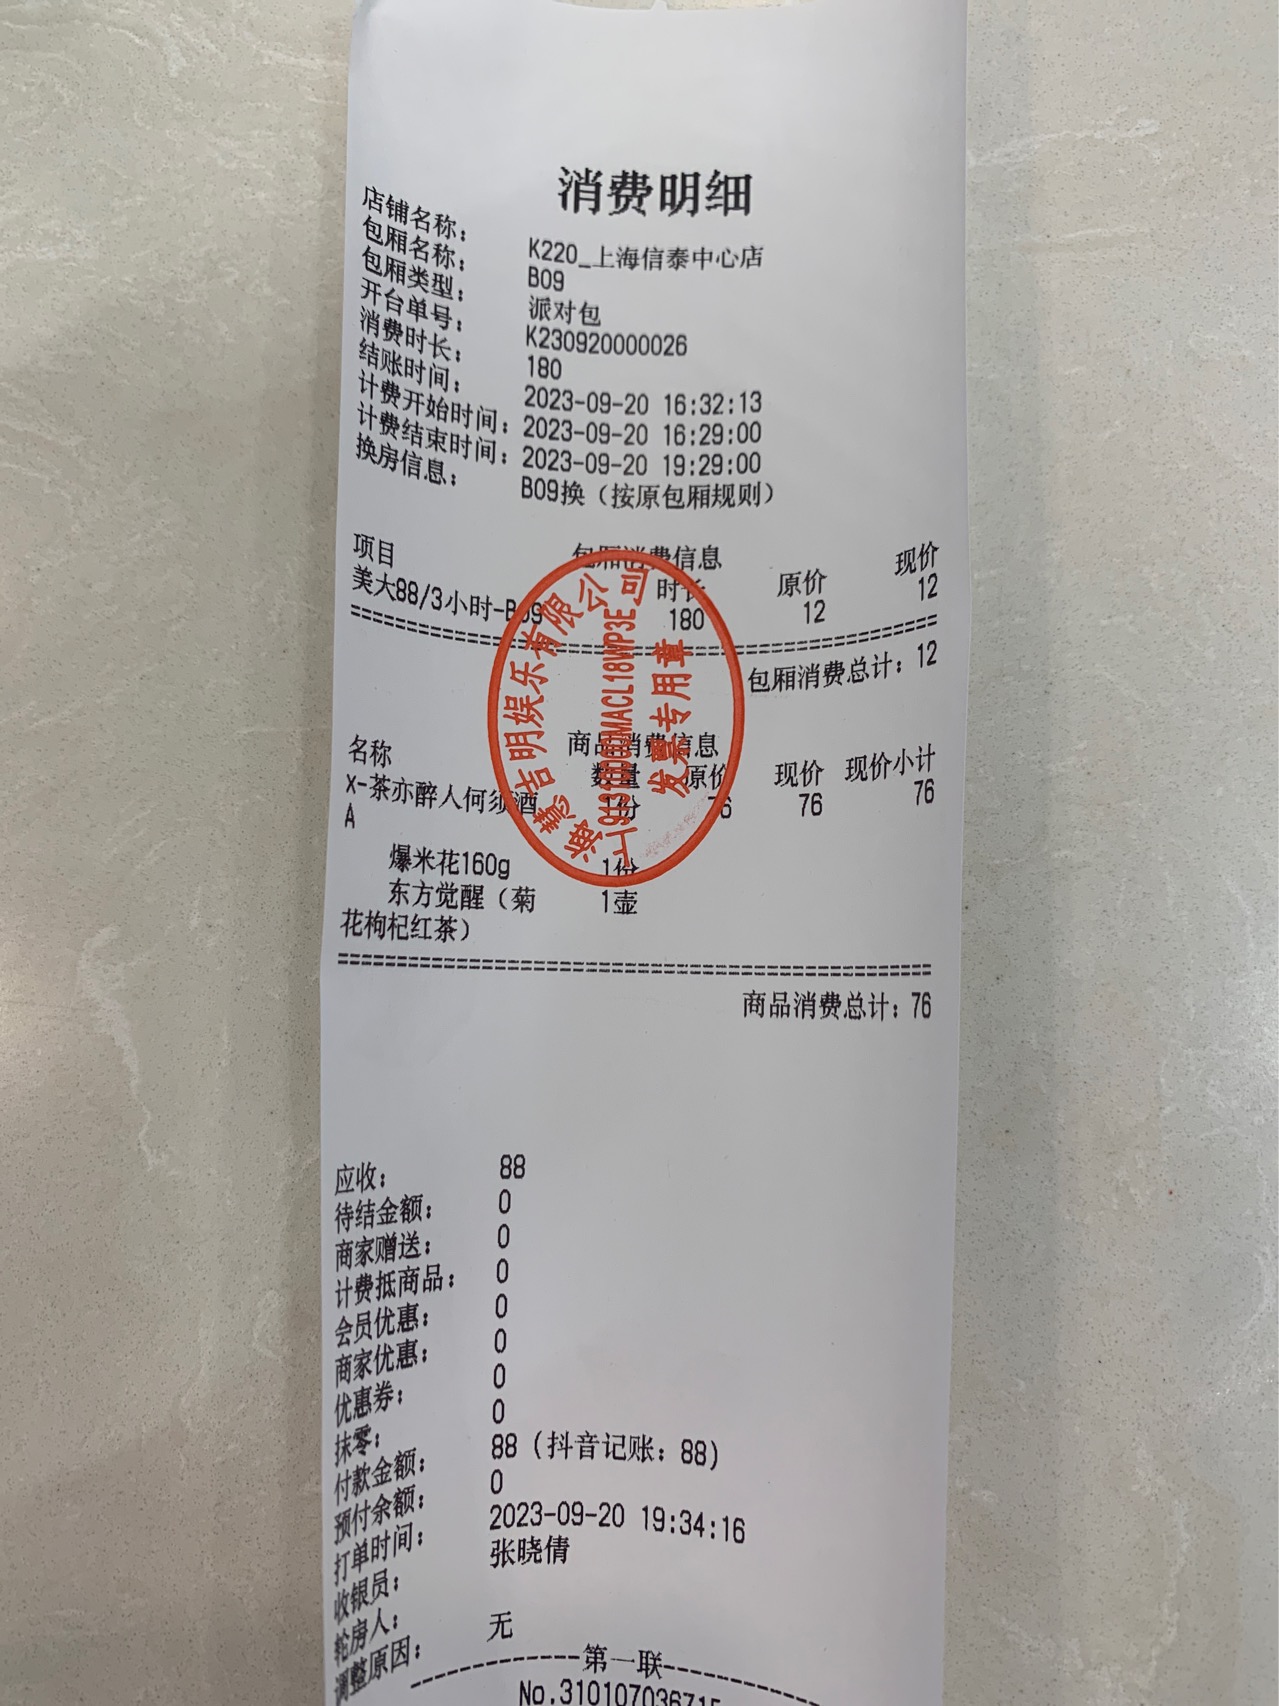 消费明细
店铺名称： K220_上海信泰中心店
包厢名称： B09
包厢类型： 派对包
开台单号： K230920000026
消费时长： 180
结账时间： 2023-09-20 16:32:13
计费开始时间： 2023-09-20 16:29:00
计费结束时间： 2023-09-20 19:29:00
换房信息： B09换（按原包厢规则）
包厢消费信息
项目 时长 原价 现价
美大88/3小时-B09 180 12 12
===============================================
包厢消费总计：12
商品消费信息
名称 数量 原价 现价 现价小计
X-茶亦醉人何须酒 1份 76 76 76
A
爆米花160g 1份
东方觉醒（菊 1壶
花枸杞红茶）
===============================================
商品消费总计：76
上海慧吉明娱乐有限公司
发票专用章
应收： 88
待结金额： 0
商家赠送： 0
计费抵商品： 0
会员优惠： 0
商家优惠： 0
优惠券： 0
抹零： 0
付款金额： 88（抖音记账：88）
预付余额： 0
打单时间： 2023-09-20 19:34:16
收银员： 张晓倩
轮房人：
调整原因： 无
--------------第一联-------------
No.310107036715